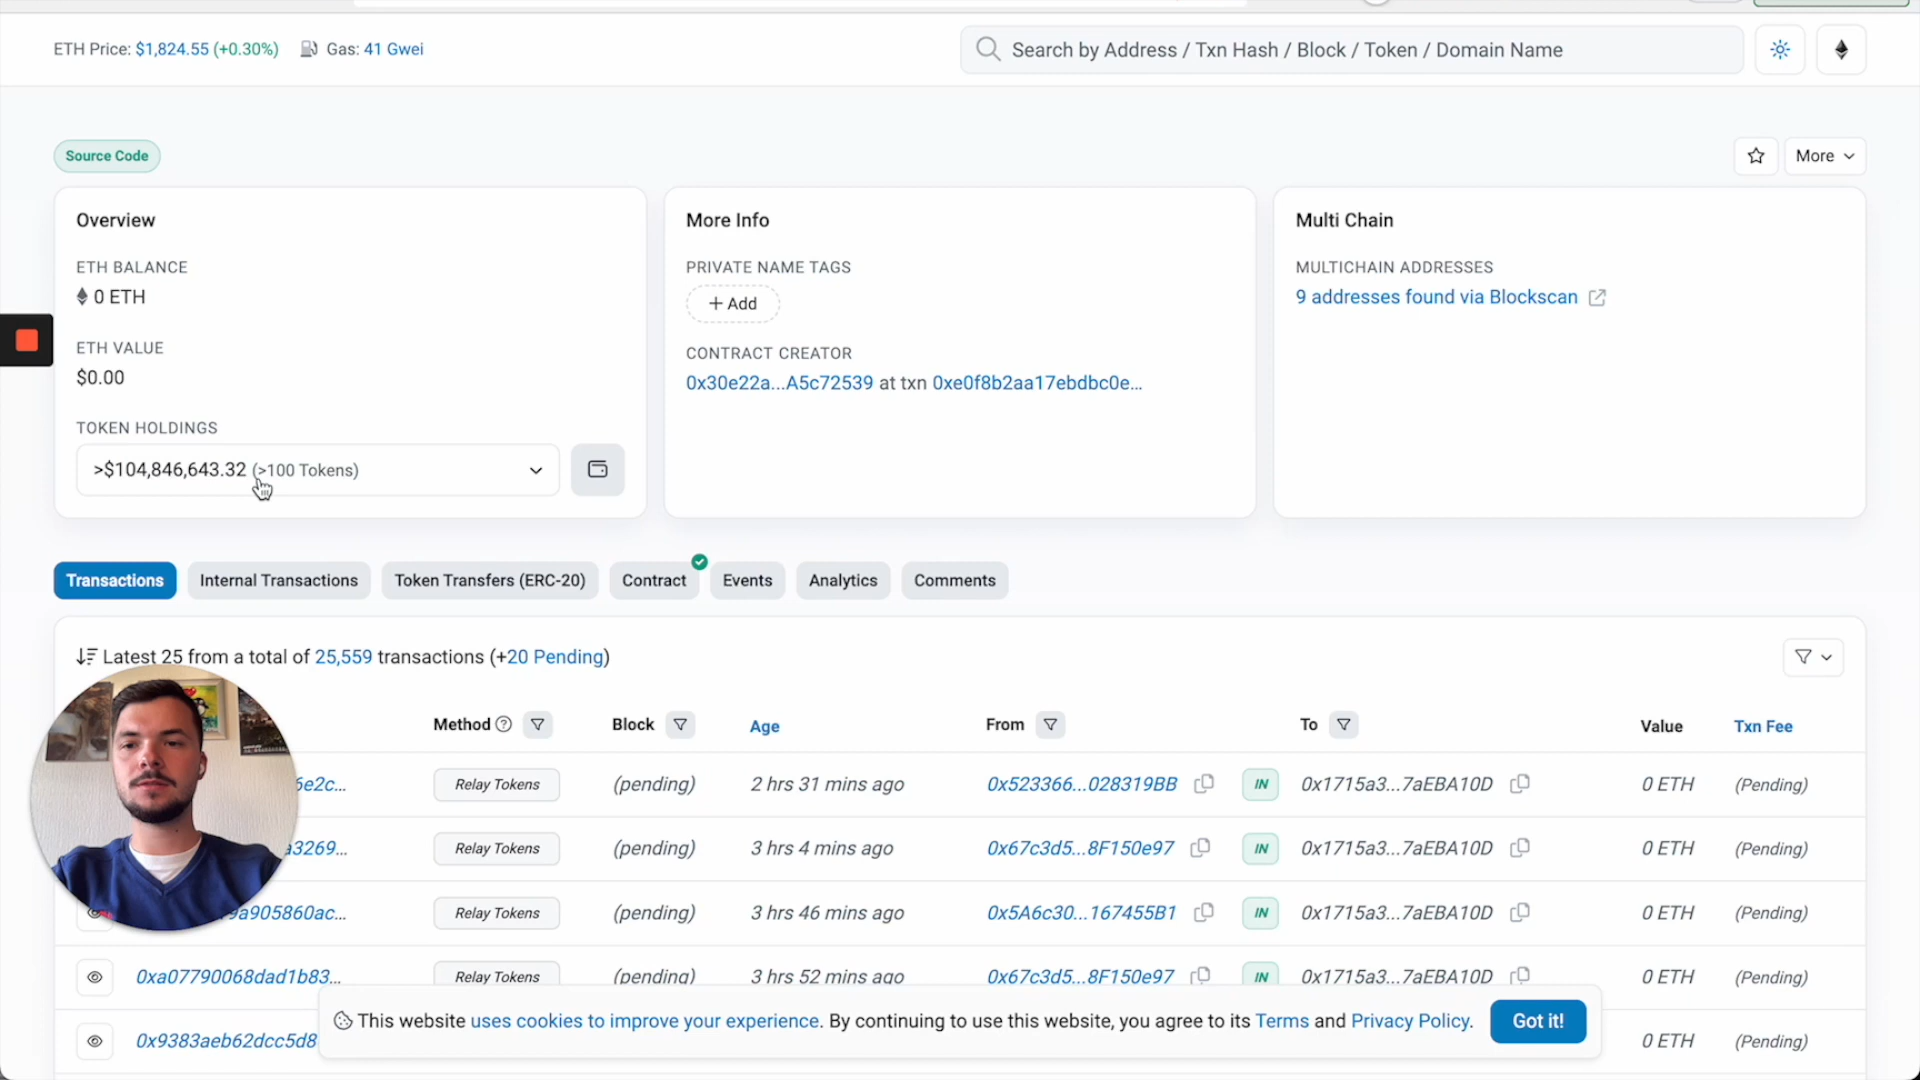 ETH Price: $1,824.55 (+0.30%) Gas: 41 Gwei
Search by Address / Txn Hash / Block / Token / Domain Name
Source Code
More
Overview
ETH BALANCE
0 ETH
ETH VALUE
$0.00
TOKEN HOLDINGS
>$104,846,643.32 (>100 Tokens)
More Info
PRIVATE NAME TAGS
+ Add
CONTRACT CREATOR
0x30e22a...A5c72539 at txn 0xe0f8b2aa17ebdbc0e...
Multi Chain
MULTICHAIN ADDRESSES
9 addresses found via Blockscan
Transactions Internal Transactions Token Transfers (ERC-20) Contract Events Analytics Comments
Latest 25 from a total of 25,559 transactions (+20 Pending)
Method Block Age From To Value Txn Fee
6e2c... Relay Tokens (pending) 2 hrs 31 mins ago 0x523366...028319BB IN 0x1715a3...7aEBA10D 0 ETH (Pending)
a3269... Relay Tokens (pending) 3 hrs 4 mins ago 0x67c3d5...8F150e97 IN 0x1715a3...7aEBA10D 0 ETH (Pending)
9a905860ac... Relay Tokens (pending) 3 hrs 46 mins ago 0x5A6c30...167455B1 IN 0x1715a3...7aEBA10D 0 ETH (Pending)
0xa07790068dad1b83... Relay Tokens (pending) 3 hrs 52 mins ago 0x67c3d5...8F150e97 IN 0x1715a3...7aEBA10D 0 ETH (Pending)
0x9383aeb62dcc5d8 0 ETH (Pending)
This website uses cookies to improve your experience. By continuing to use this website, you agree to its Terms and Privacy Policy.
Got it!